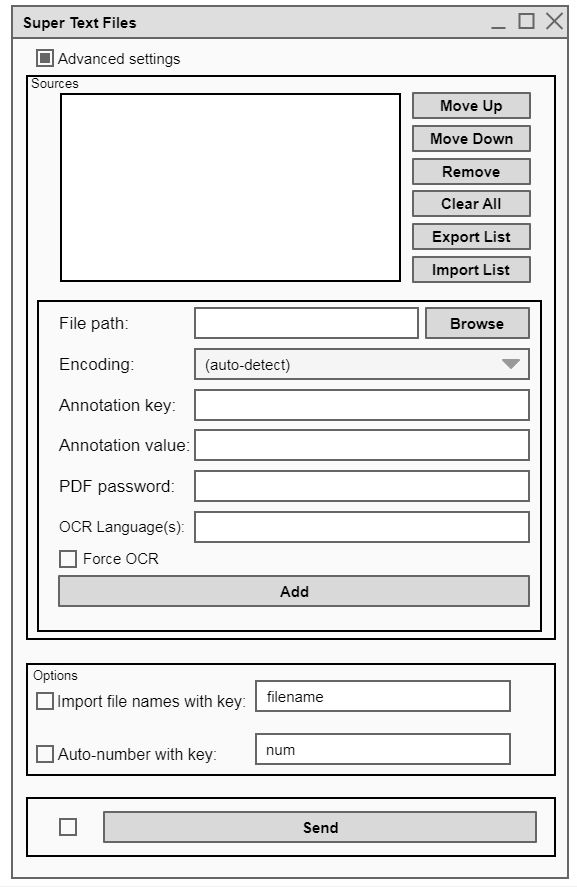 Super Text Files
Advanced settings
Sources
Move Up
Move Down
Remove
Clear All
Export List
Import List
File path:
Browse
Encoding: (auto-detect)
Annotation key:
Annotation value:
PDF password:
OCR Language(s):
Force OCR
Add
Options
Import file names with key: filename
Auto-number with key: num
Send